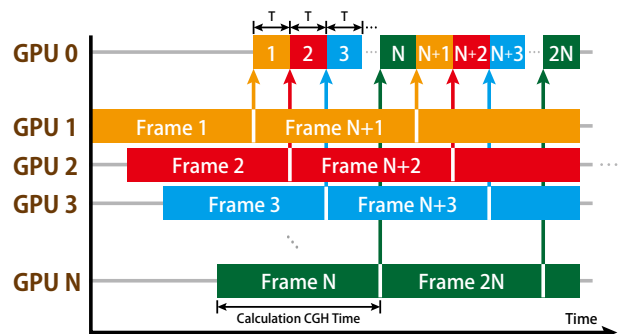 T T T ...
GPU 0 1 2 3 ... N N+1 N+2 N+3 ... 2N
GPU 1 Frame 1 Frame N+1
GPU 2 Frame 2 Frame N+2 ...
GPU 3 Frame 3 Frame N+3
...
GPU N Frame N Frame 2N
Calculation CGH Time
Time